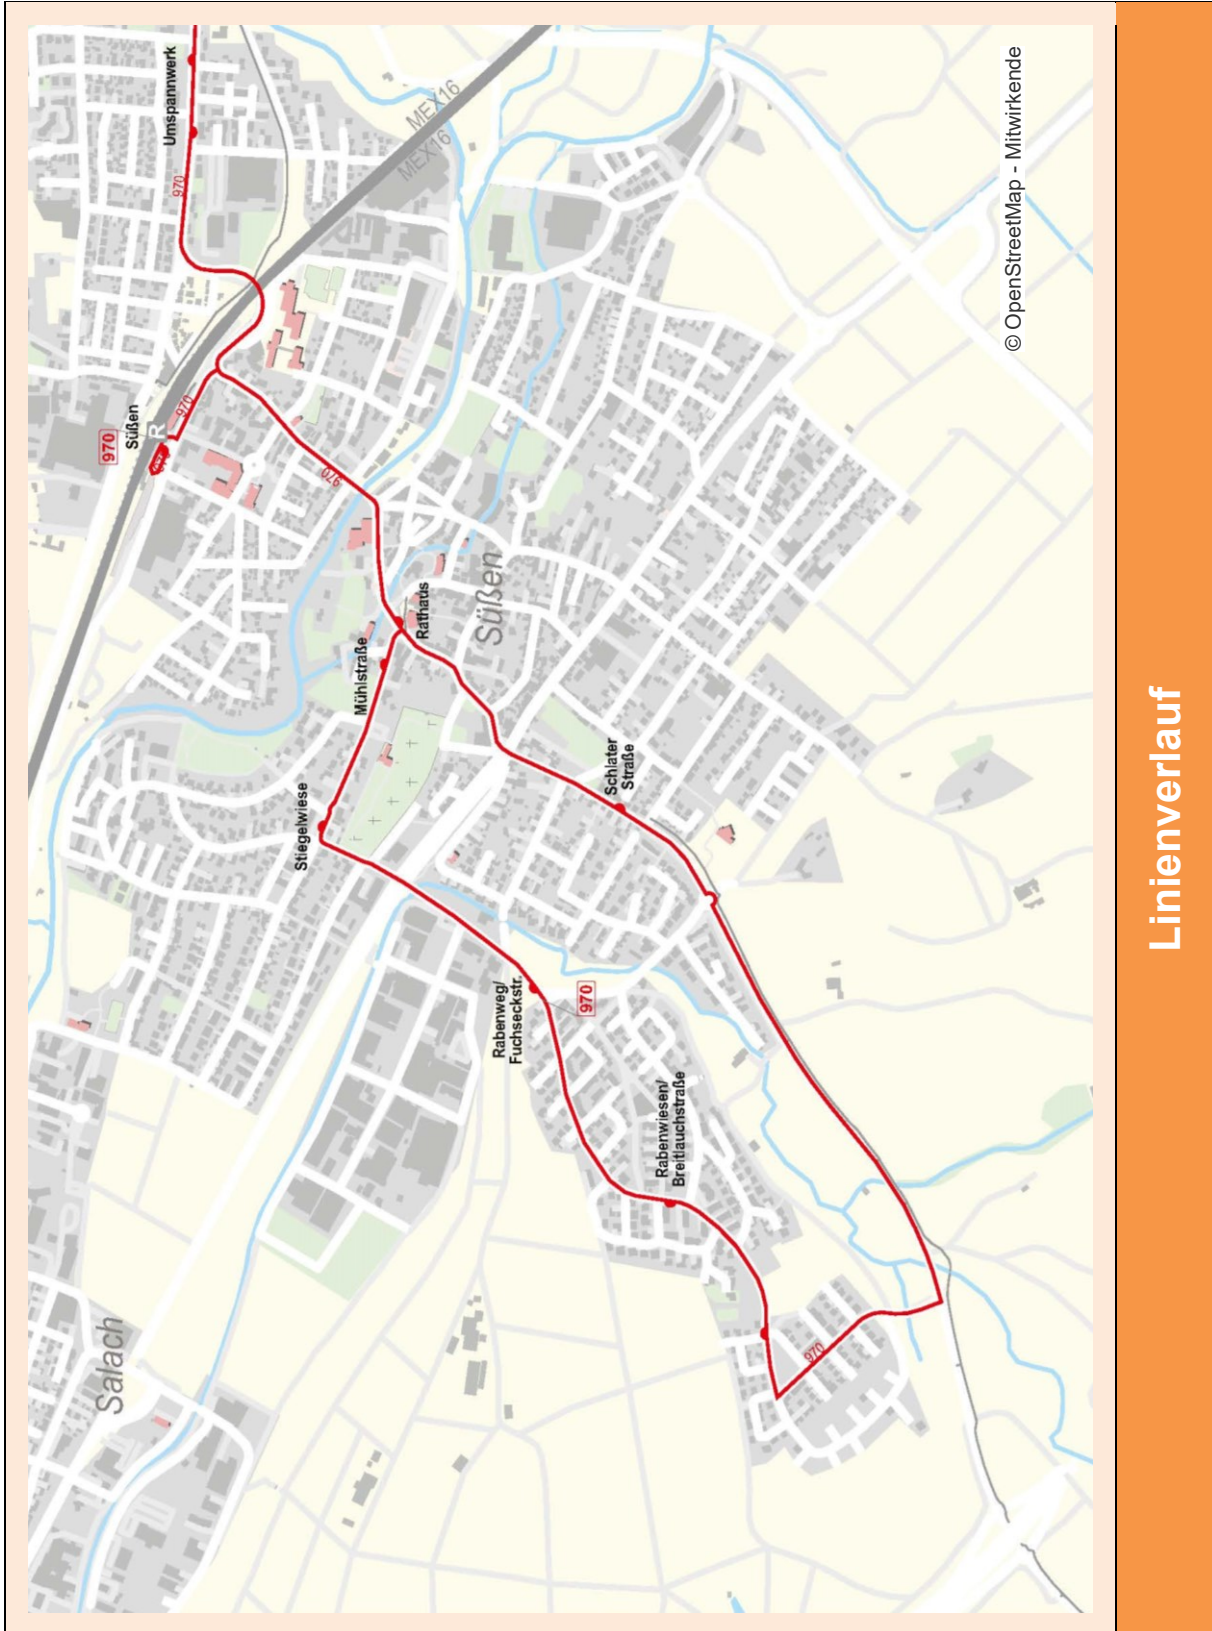 Linienverlauf
© OpenStreetMap - Mitwirkende
Umspannwerk
970
MEX16
MEX16
970
Süßen
R
970
970
Rathaus
Süßen
Mühlstraße
Stiegelwiese
Schlater
Straße
Rabenweg/
Fuchseckstr.
970
Rabenwiesen/
Breitlauchstraße
970
Salach